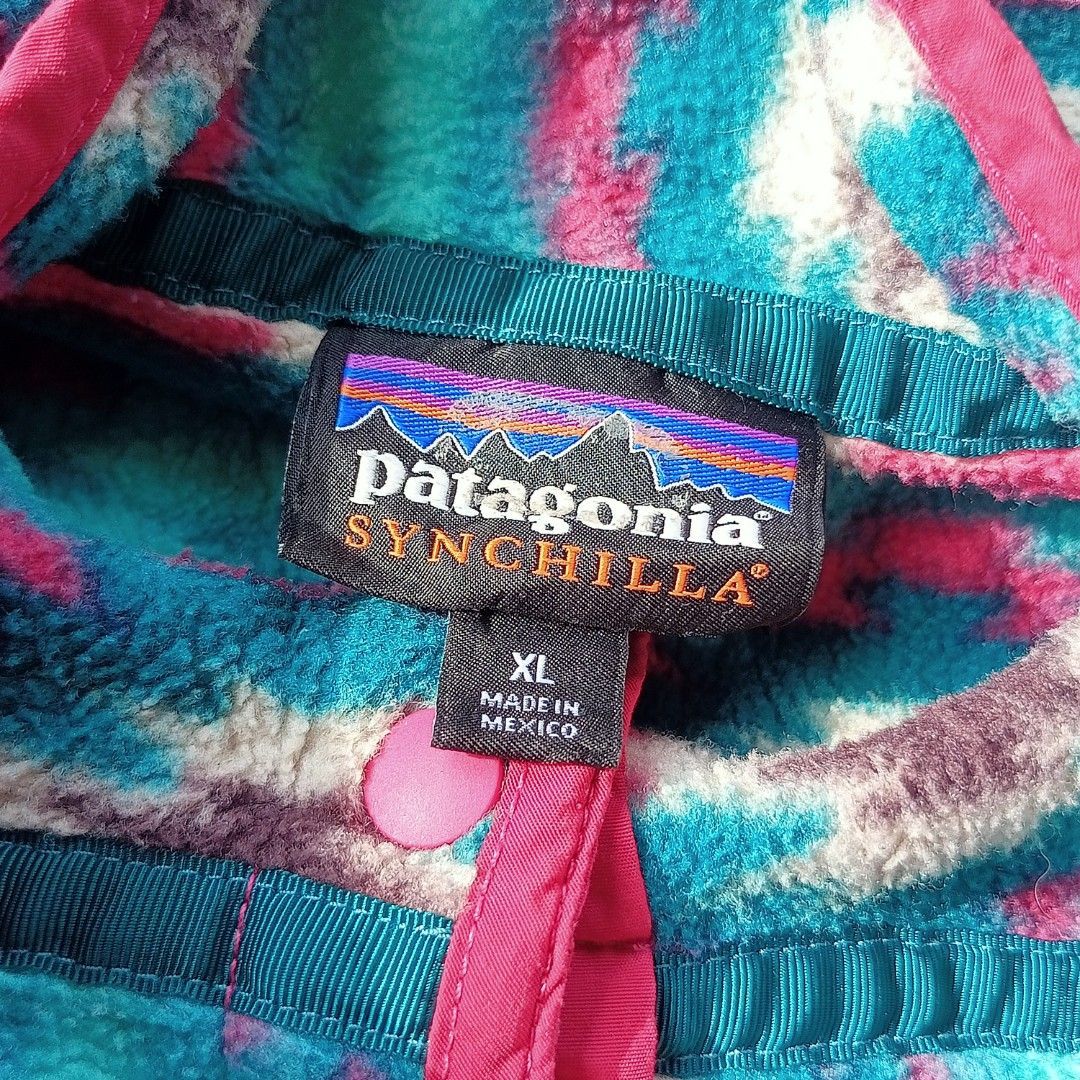 patagonia®
SYNCHILLA®
XL
MADE IN
MEXICO